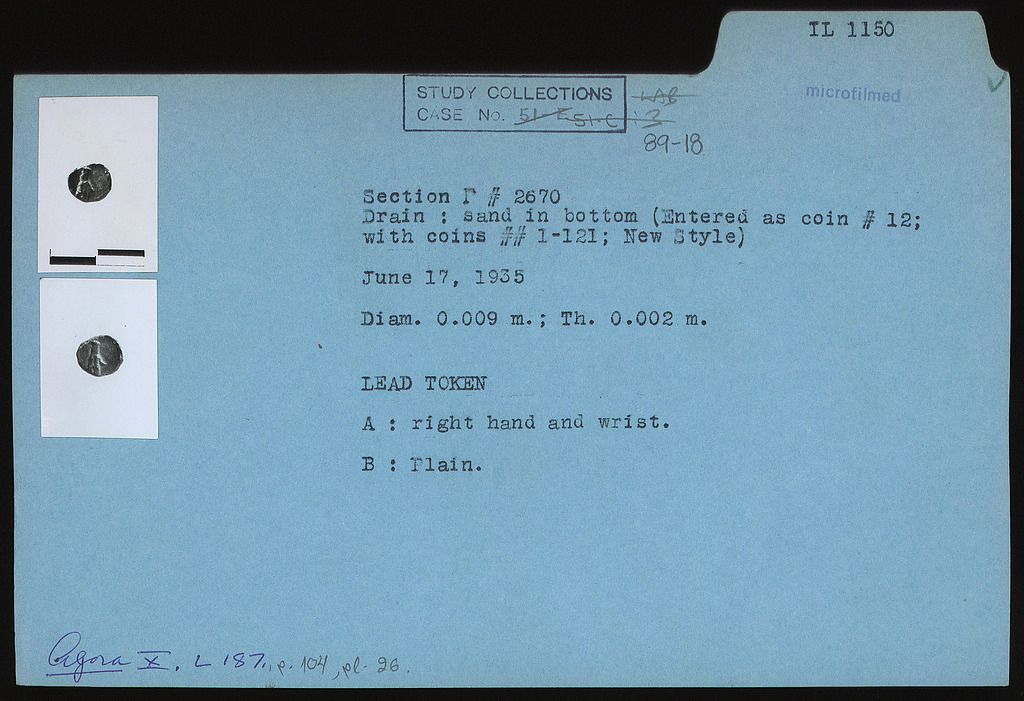 IL 1150
microfilmed
STUDY COLLECTIONS LAB
CASE No. 51-E 51-C 13
89-18
Section Γ # 2670
Drain : sand in bottom (Entered as coin # 12;
with coins ## 1-121; New Style)
June 17, 1935
Diam. 0.009 m.; Th. 0.002 m.
LEAD TOKEN
A : right hand and wrist.
B : Plain.
Agora X, L 187, p. 104, pl. 26.